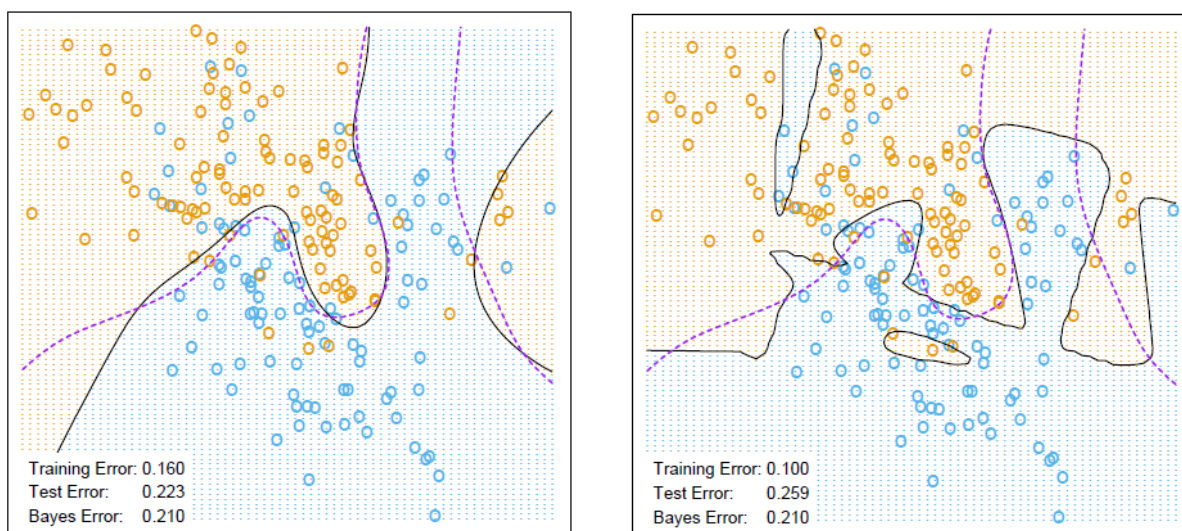 Training Error: 0.160
Test Error: 0.223
Bayes Error: 0.210
Training Error: 0.100
Test Error: 0.259
Bayes Error: 0.210